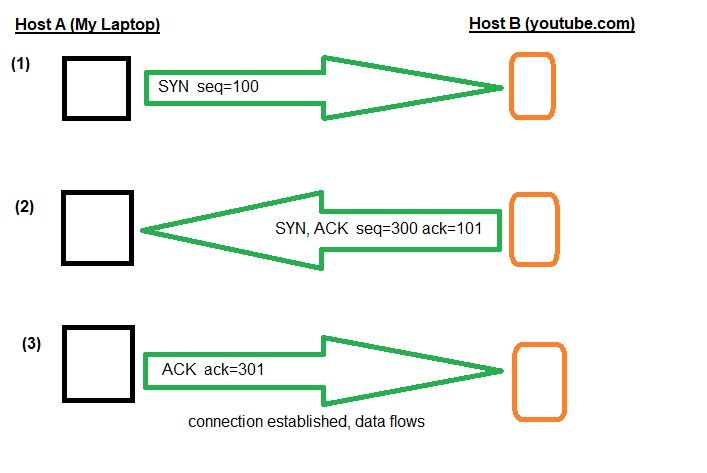 Host A (My Laptop)
Host B (youtube.com)
(1)
SYN seq=100
(2)
SYN, ACK seq=300 ack=101
(3)
ACK ack=301
connection established, data flows